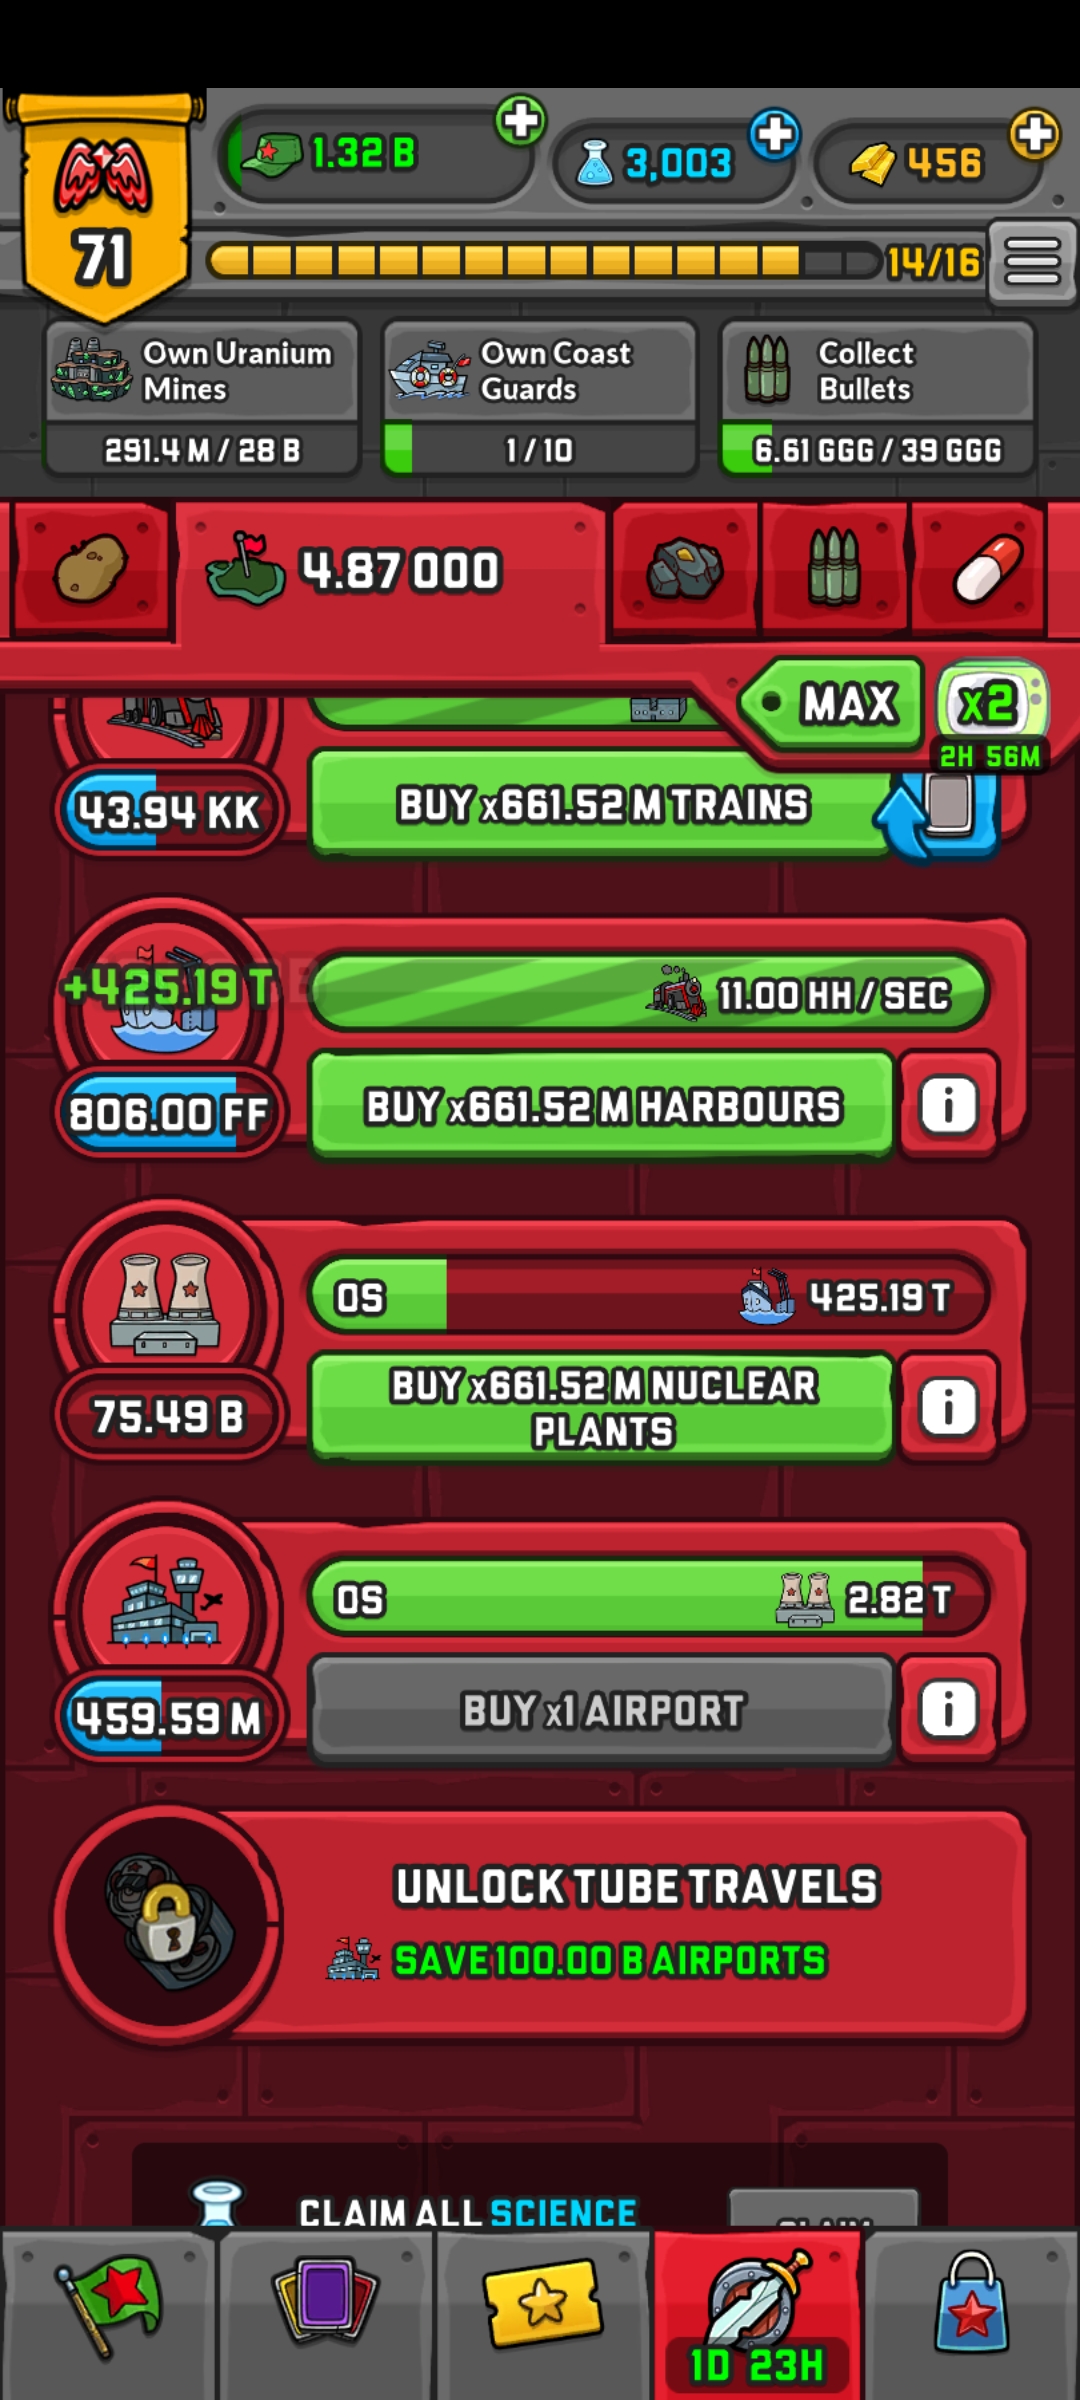 1.32 B
3,003
456
71
14/16
Own Uranium
Mines
291.4 M / 28 B
Own Coast
Guards
1 / 10
Collect
Bullets
6.61 GGG / 39 GGG
4.87 OOO
MAX
x2
2H 56M
43.94 KK
BUY x661.52 M TRAINS
+425.19 T
11.00 HH / SEC
806.00 FF
BUY x661.52 M HARBOURS
i
0S
425.19 T
75.49 B
BUY x661.52 M NUCLEAR
PLANTS
i
0S
2.82 T
459.59 M
BUY x1 AIRPORT
i
UNLOCK TUBE TRAVELS
SAVE 100.00 B AIRPORTS
CLAIM ALL SCIENCE
1D 23H